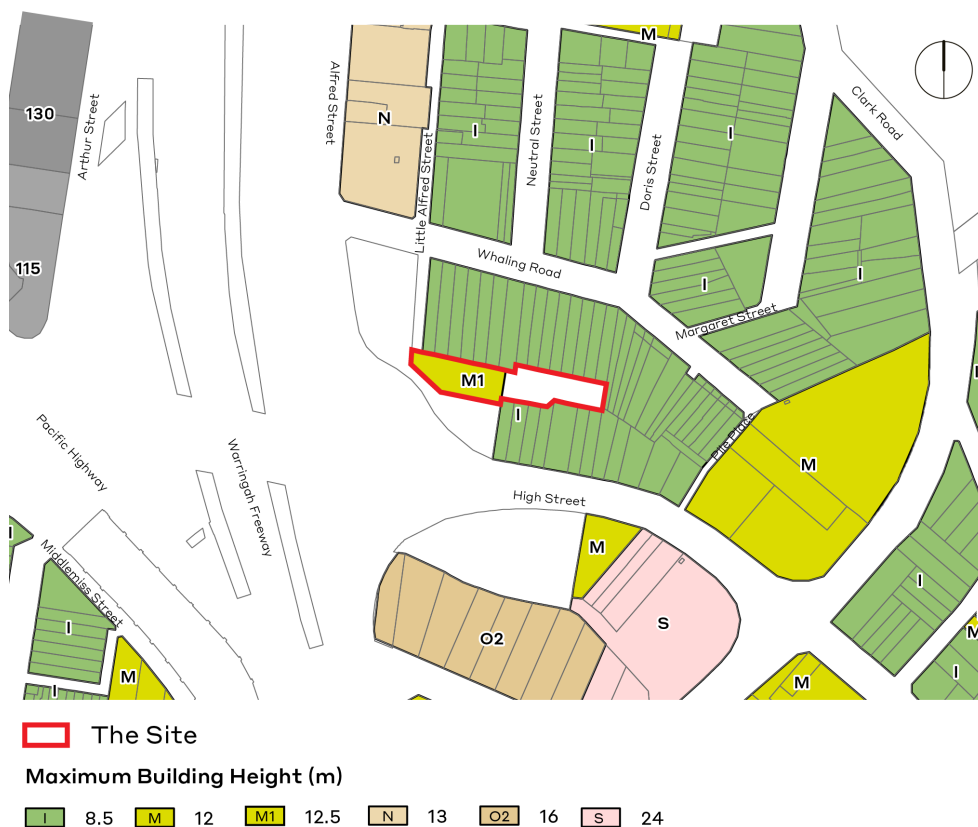 M
130
Arthur Street
Alfred Street
N
Little Alfred Street
I
Neutral Street
I
Doris Street
I
Clark Road
115
Whaling Road
I
I
Margaret Street
M1
I
Pile Place
M
Pacific Highway
Warringah Freeway
High Street
M
Middlemiss Street
I
I
S
O2
M
I
M
I
M
I
The Site
Maximum Building Height (m)
I 8.5 M 12 M1 12.5 N 13 O2 16 S 24